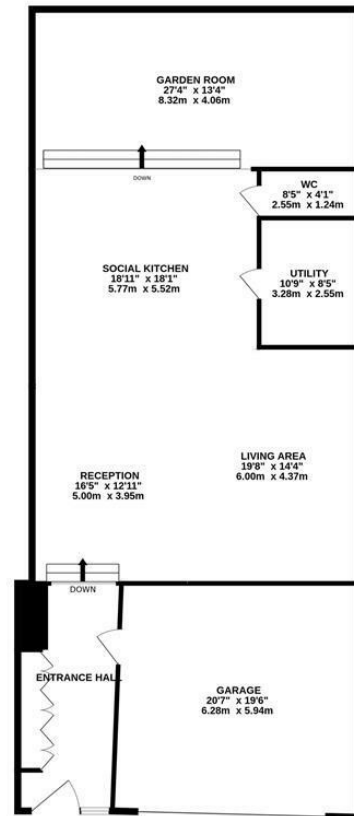 GARDEN ROOM
27'4" x 13'4"
8.32m x 4.06m
DOWN
WC
8'5" x 4'1"
2.55m x 1.24m
SOCIAL KITCHEN
18'11" x 18'1"
5.77m x 5.52m
UTILITY
10'9" x 8'5"
3.28m x 2.55m
LIVING AREA
19'8" x 14'4"
6.00m x 4.37m
RECEPTION
16'5" x 12'11"
5.00m x 3.95m
DOWN
ENTRANCE HALL
GARAGE
20'7" x 19'6"
6.28m x 5.94m